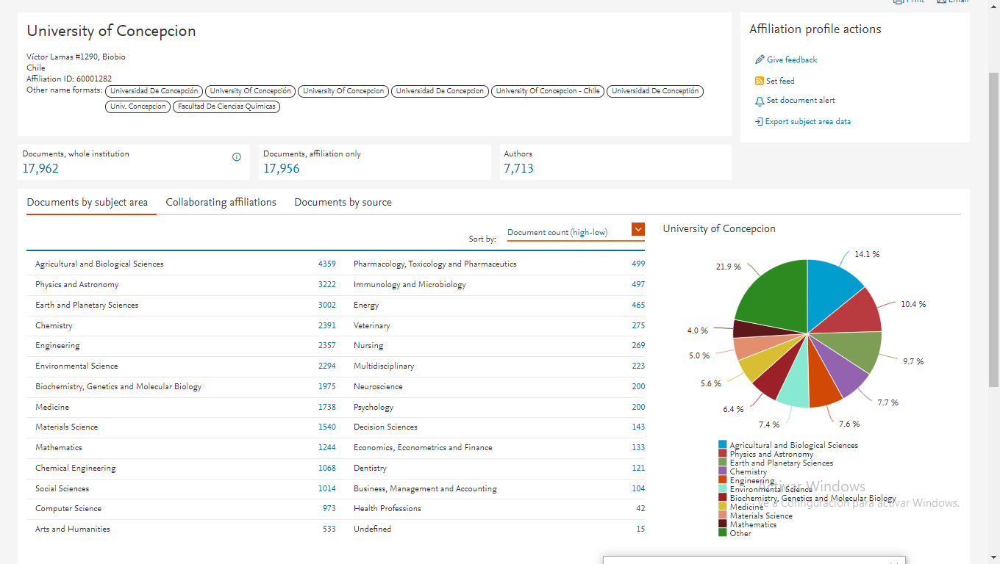 Print Email
University of Concepcion
Víctor Lamas #1290, Biobio
Chile
Affiliation ID: 60001282
Other name formats: Universidad De Concepción University Of Concepción University Of Concepcion Universidad De Concepcion University Of Concepcion - Chile Universidad De Conceptión
Univ. Concepcion Facultad De Ciencias Químicas
Affiliation profile actions
Give feedback
Set feed
Set document alert
Export subject area data
Documents, whole institution
17,962
Documents, affiliation only
17,956
Authors
7,713
Documents by subject area Collaborating affiliations Documents by source
Sort by: Document count (high-low)
Agricultural and Biological Sciences 4359 Pharmacology, Toxicology and Pharmaceutics 499
Physics and Astronomy 3222 Immunology and Microbiology 497
Earth and Planetary Sciences 3002 Energy 465
Chemistry 2391 Veterinary 275
Engineering 2357 Nursing 269
Environmental Science 2294 Multidisciplinary 223
Biochemistry, Genetics and Molecular Biology 1975 Neuroscience 200
Medicine 1738 Psychology 200
Materials Science 1540 Decision Sciences 143
Mathematics 1244 Economics, Econometrics and Finance 133
Chemical Engineering 1068 Dentistry 121
Social Sciences 1014 Business, Management and Accounting 104
Computer Science 973 Health Professions 42
Arts and Humanities 533 Undefined 15
University of Concepcion
14.1 %
21.9 %
10.4 %
4.0 %
5.0 %
9.7 %
5.6 %
7.7 %
6.4 %
7.4 %
7.6 %
Agricultural and Biological Sciences
Physics and Astronomy
Earth and Planetary Sciences
Chemistry
Engineering
Environmental Science
Biochemistry, Genetics and Molecular Biology
Medicine
Materials Science
Mathematics
Other
Activar Windows
Ve a Configuración para activar Windows.